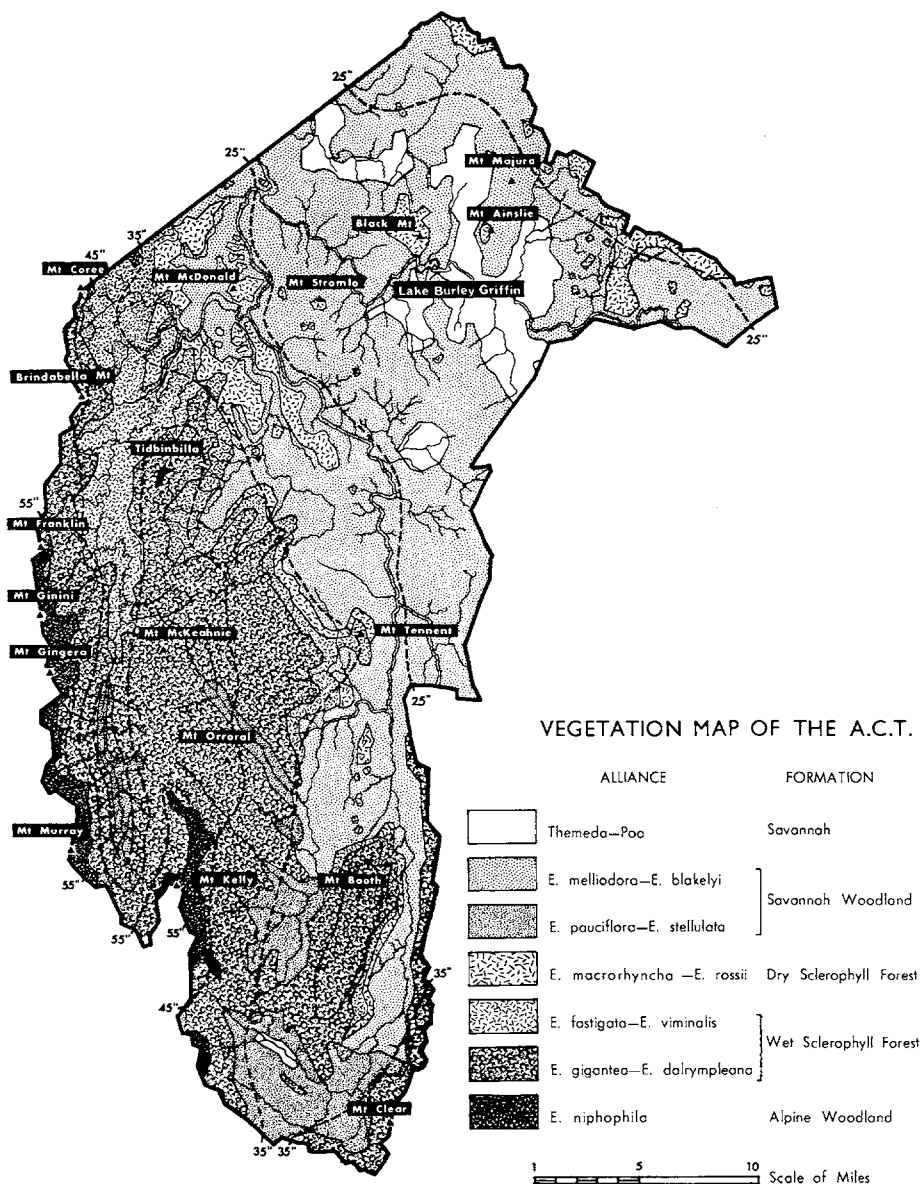 25"
25"
Mt Majura
Mt Ainslie
Black Mt
35"
45"
Mt Coree
Mt McDonald
Mt Stromlo
Lake Burley Griffin
25"
Brindabella Mt
Tidbinbilla
55"
Mt Franklin
Mt Ginini
Mt McKeahnie
Mt Tennent
Mt Gingera
25"
Mt Orroral
Mt Murray
55"
Mt Kelly
Mt Booth
55"
55"
35"
45"
Mt Clear
35" 35"
VEGETATION MAP OF THE A.C.T.
ALLIANCE FORMATION
Themeda—Poa Savannah
E. melliodora—E. blakelyi
Savannah Woodland
E. pauciflora—E. stellulata
E. macrorhyncha —E. rossii Dry Sclerophyll Forest
E. fastigata—E. viminalis
Wet Sclerophyll Forest
E. gigantea—E. dalrympleana
E. niphophila Alpine Woodland
1 5 10
Scale of Miles